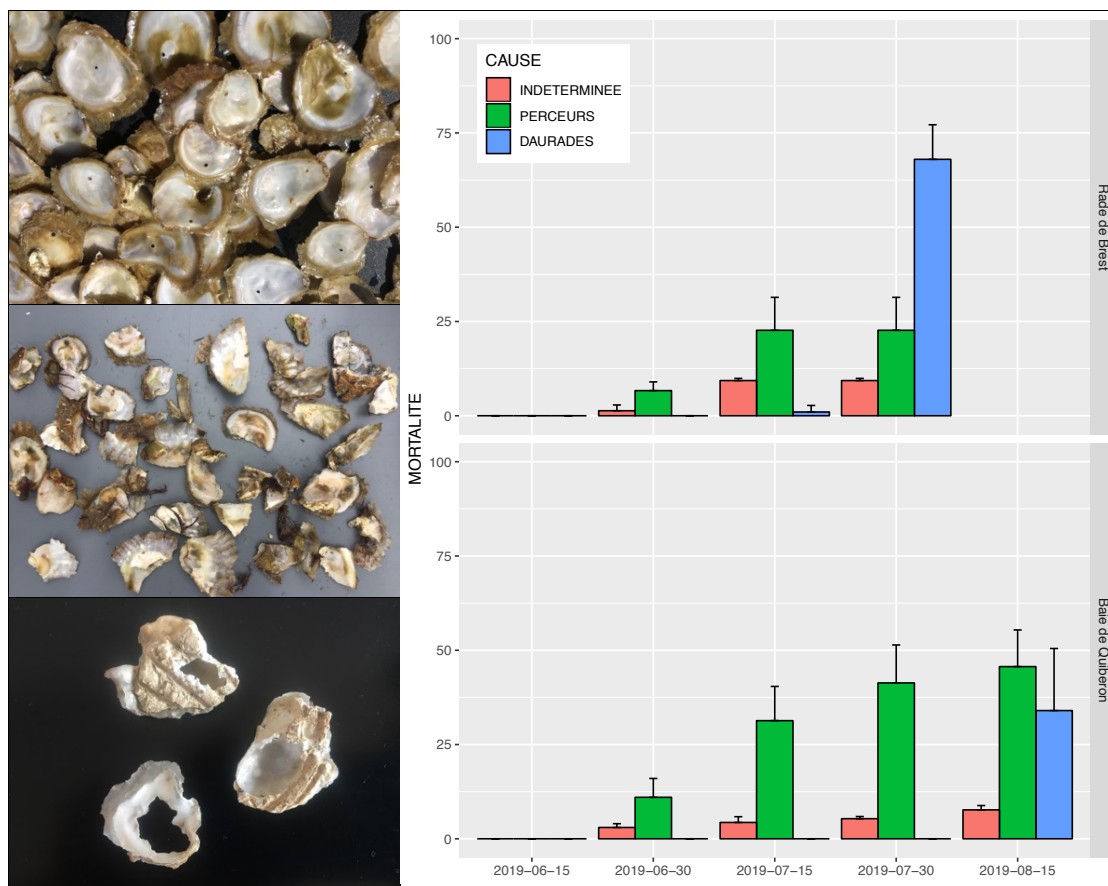 CAUSE
INDETERMINEE
PERCEURS
DAURADES
MORTALITE
100
75
50
25
0
Rade de Brest
100
75
50
25
0
Baie de Quiberon
2019-06-15
2019-06-30
2019-07-15
2019-07-30
2019-08-15